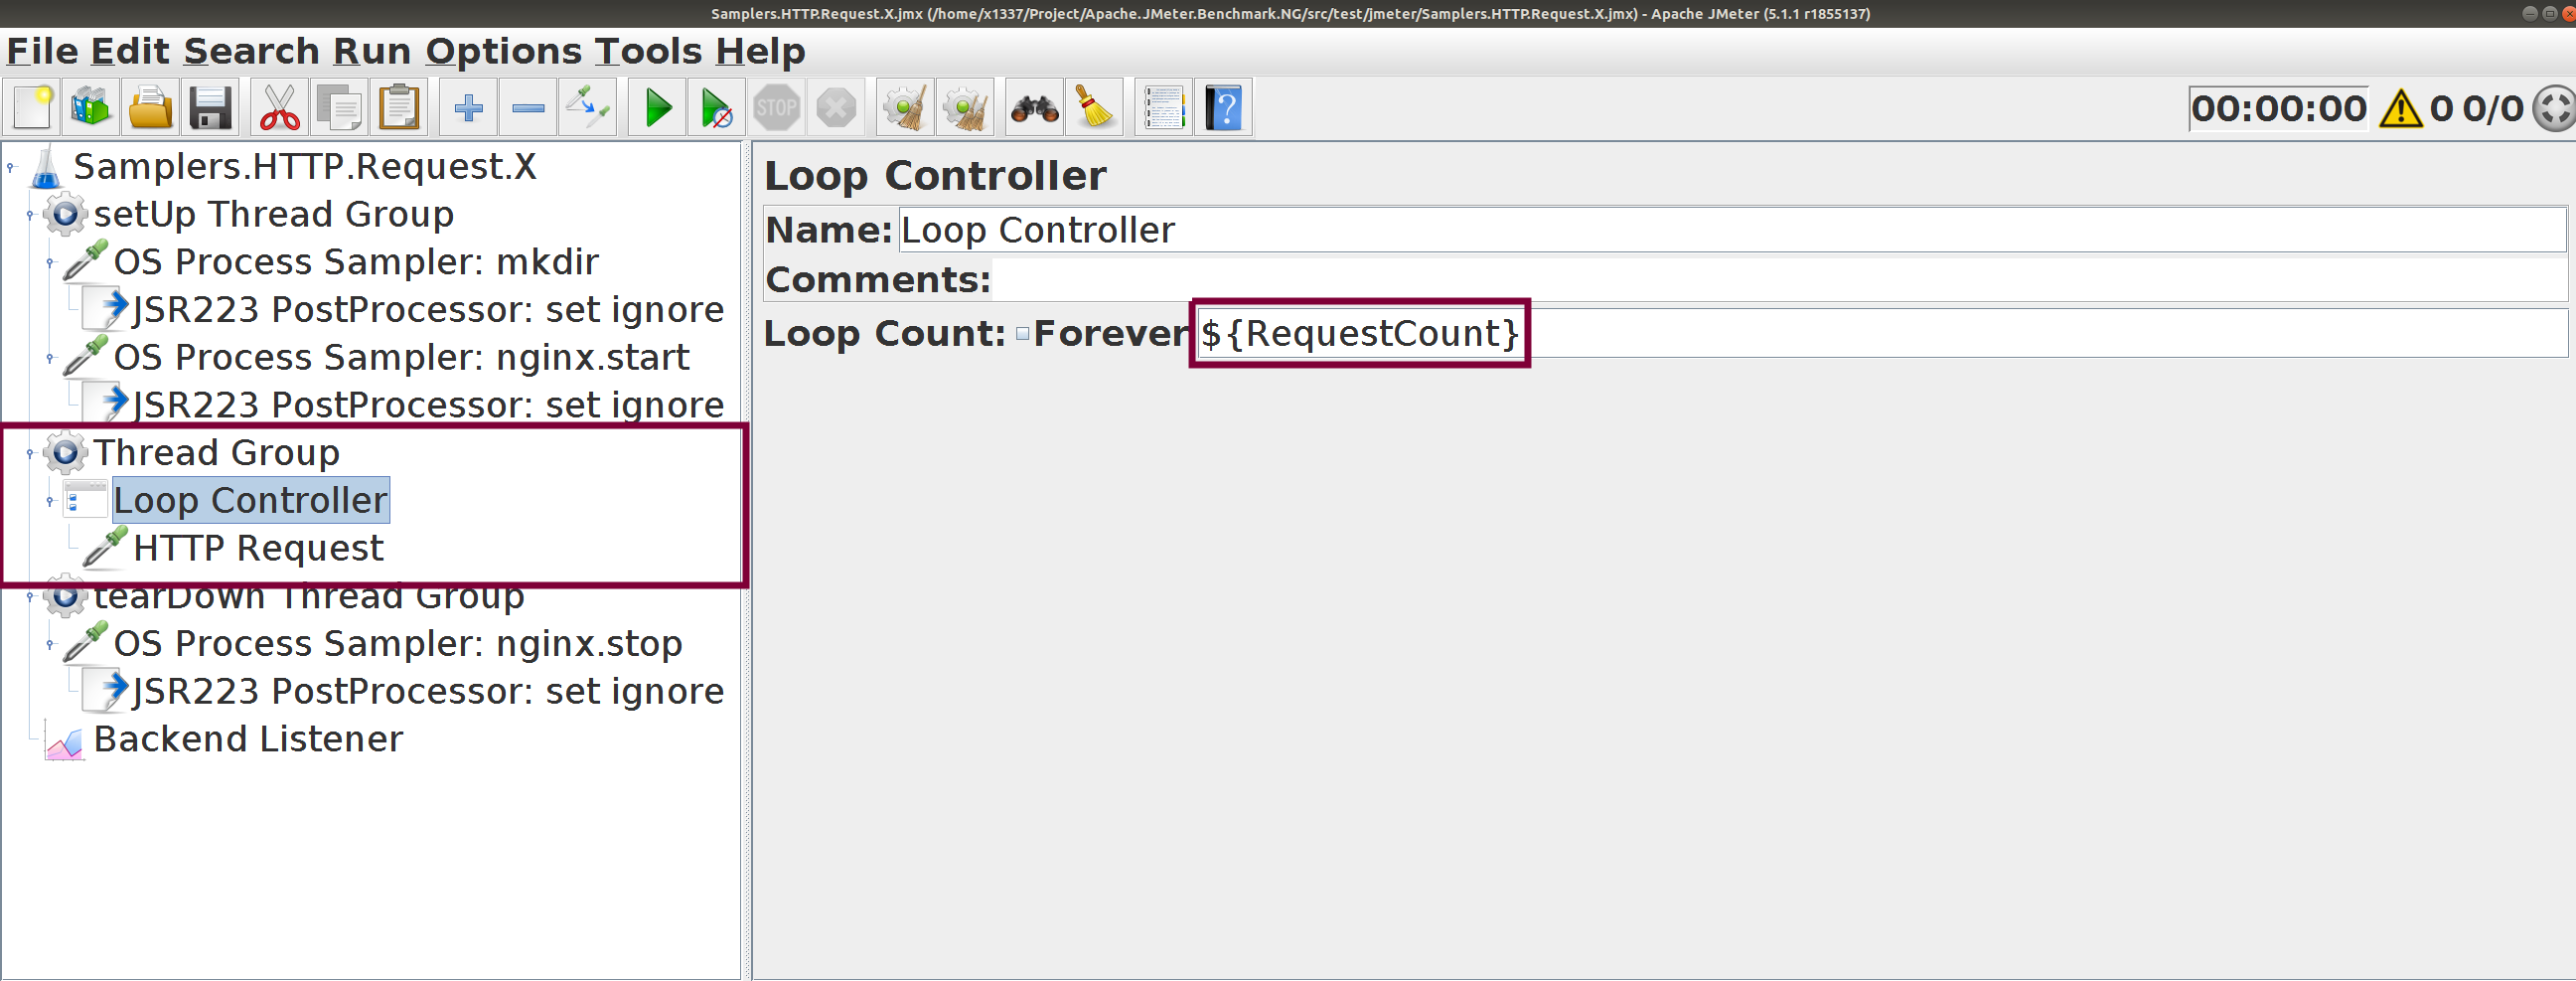 Samplers.HTTP.Request.X.jmx (/home/x1337/Project/Apache.JMeter.Benchmark.NG/src/test/jmeter/Samplers.HTTP.Request.X.jmx) - Apache JMeter (5.1.1 r1855137)
File Edit Search Run Options Tools Help
STOP
00:00:00 0 0/0
Samplers.HTTP.Request.X
setUp Thread Group
OS Process Sampler: mkdir
JSR223 PostProcessor: set ignore
OS Process Sampler: nginx.start
JSR223 PostProcessor: set ignore
Thread Group
Loop Controller
HTTP Request
tearDown Thread Group
OS Process Sampler: nginx.stop
JSR223 PostProcessor: set ignore
Backend Listener
Loop Controller
Name: Loop Controller
Comments:
Loop Count: Forever ${RequestCount}